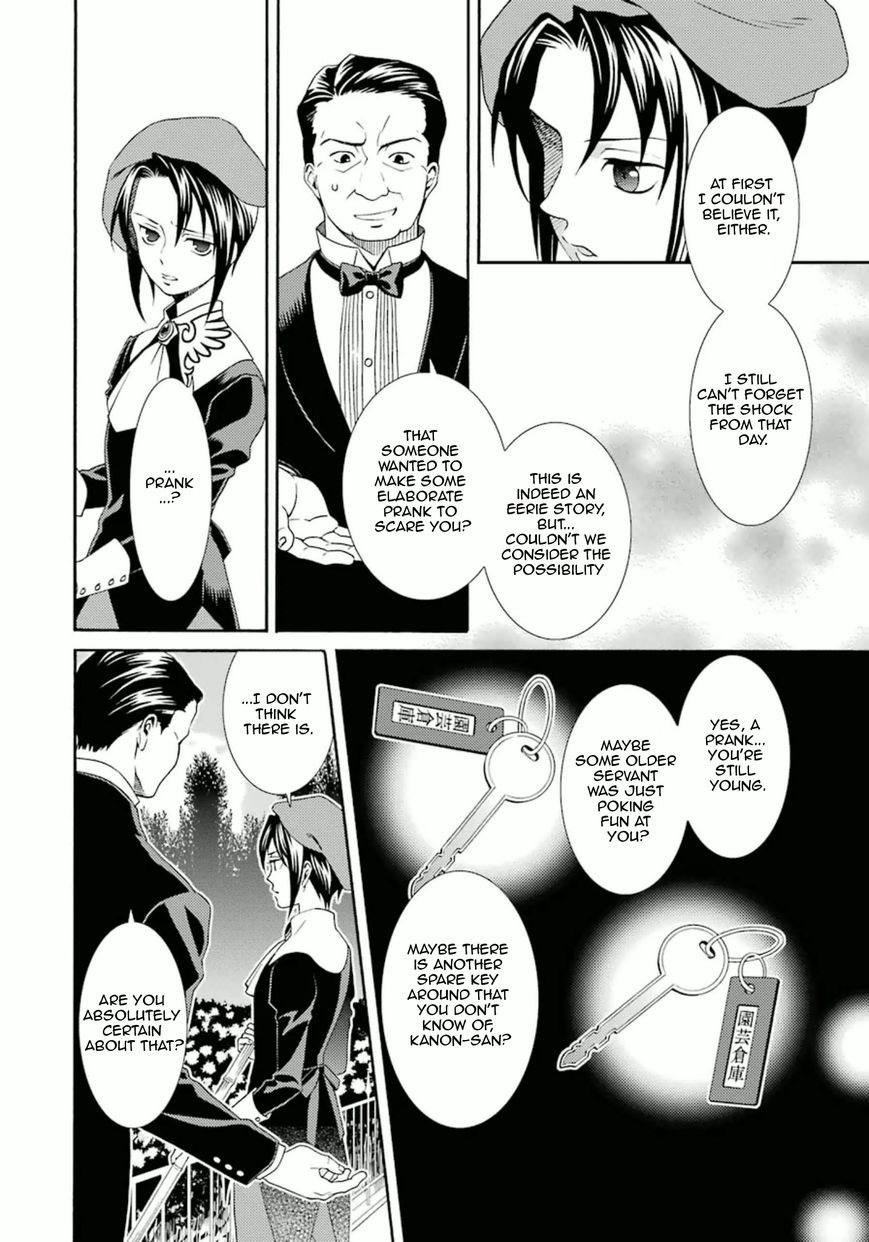 AT FIRST
I COULDN'T
BELIEVE IT,
EITHER.
I STILL
CAN'T FORGET
THE SHOCK
FROM THAT
DAY.
THIS IS
INDEED AN
EERIE STORY,
BUT...
COULDN'T WE
CONSIDER THE
POSSIBILITY
THAT
SOMEONE
WANTED TO
MAKE SOME
ELABORATE
PRANK TO
SCARE YOU?
...
PRANK
...?
YES, A
PRANK...
YOU'RE
STILL
YOUNG.
MAYBE
SOME OLDER
SERVANT
WAS JUST
POKING
FUN AT
YOU?
園芸倉庫
園芸倉庫
MAYBE THERE
IS ANOTHER
SPARE KEY
AROUND THAT
YOU DON'T
KNOW OF,
KANON-SAN?
...I DON'T
THINK
THERE IS.
ARE YOU
ABSOLUTELY
CERTAIN
ABOUT THAT?